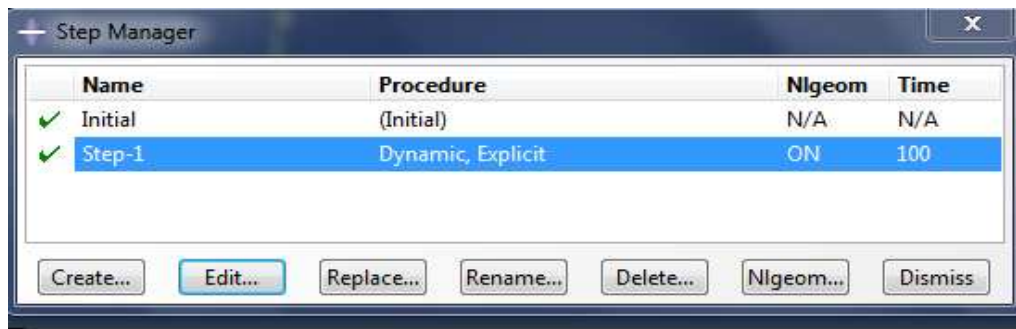 Step Manager
Name Procedure Nlgeom Time
Initial (Initial) N/A N/A
Step-1 Dynamic, Explicit ON 100
Create... Edit... Replace... Rename... Delete... Nlgeom... Dismiss